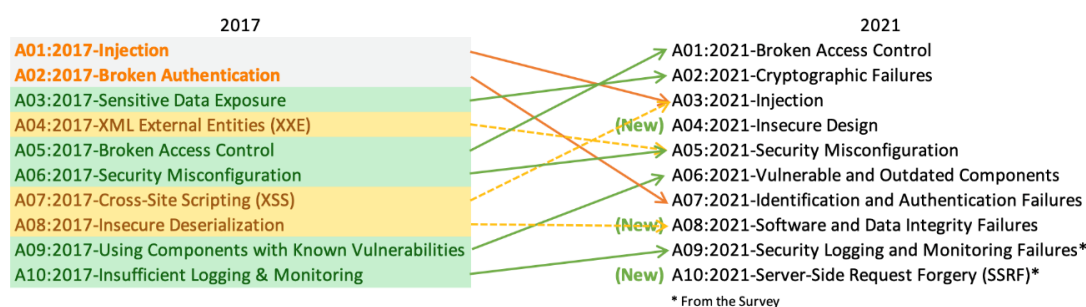 2017
A01:2017-Injection
A02:2017-Broken Authentication
A03:2017-Sensitive Data Exposure
A04:2017-XML External Entities (XXE)
A05:2017-Broken Access Control
A06:2017-Security Misconfiguration
A07:2017-Cross-Site Scripting (XSS)
A08:2017-Insecure Deserialization
A09:2017-Using Components with Known Vulnerabilities
A10:2017-Insufficient Logging & Monitoring
2021
A01:2021-Broken Access Control
A02:2021-Cryptographic Failures
A03:2021-Injection
(New) A04:2021-Insecure Design
A05:2021-Security Misconfiguration
A06:2021-Vulnerable and Outdated Components
A07:2021-Identification and Authentication Failures
(New) A08:2021-Software and Data Integrity Failures
A09:2021-Security Logging and Monitoring Failures*
(New) A10:2021-Server-Side Request Forgery (SSRF)*
* From the Survey